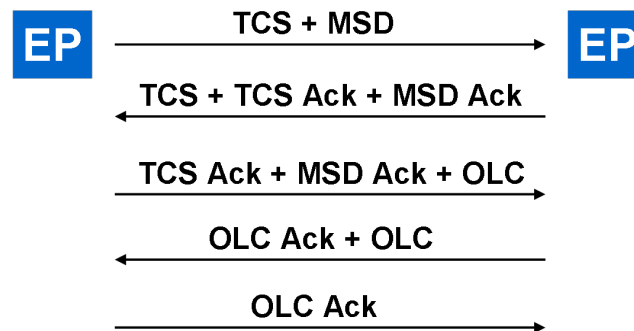 EP
TCS + MSD
EP
TCS + TCS Ack + MSD Ack
TCS Ack + MSD Ack + OLC
OLC Ack + OLC
OLC Ack